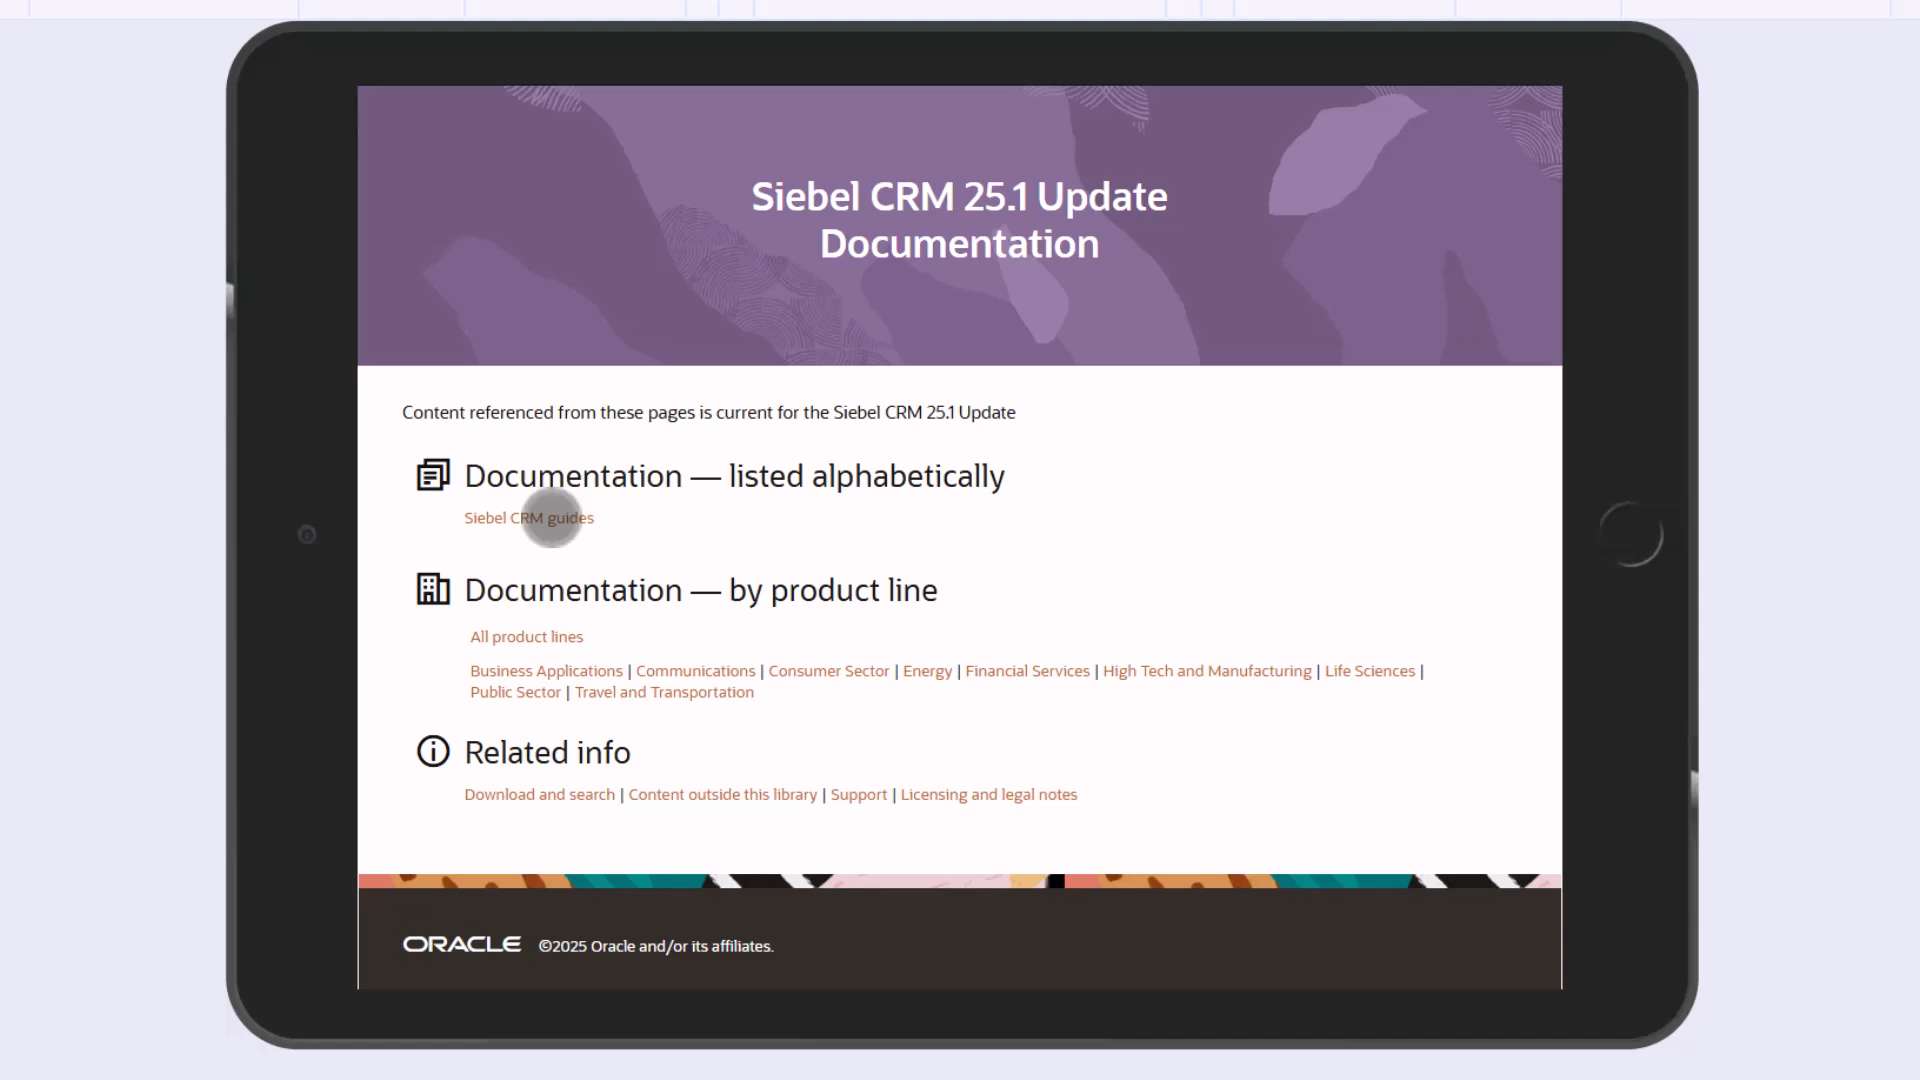 Siebel CRM 25.1 Update
Documentation
Content referenced from these pages is current for the Siebel CRM 25.1 Update
Documentation — listed alphabetically
Siebel CRM guides
Documentation — by product line
All product lines
Business Applications | Communications | Consumer Sector | Energy | Financial Services | High Tech and Manufacturing | Life Sciences |
Public Sector | Travel and Transportation
Related info
Download and search | Content outside this library | Support | Licensing and legal notes
ORACLE ©2025 Oracle and/or its affiliates.